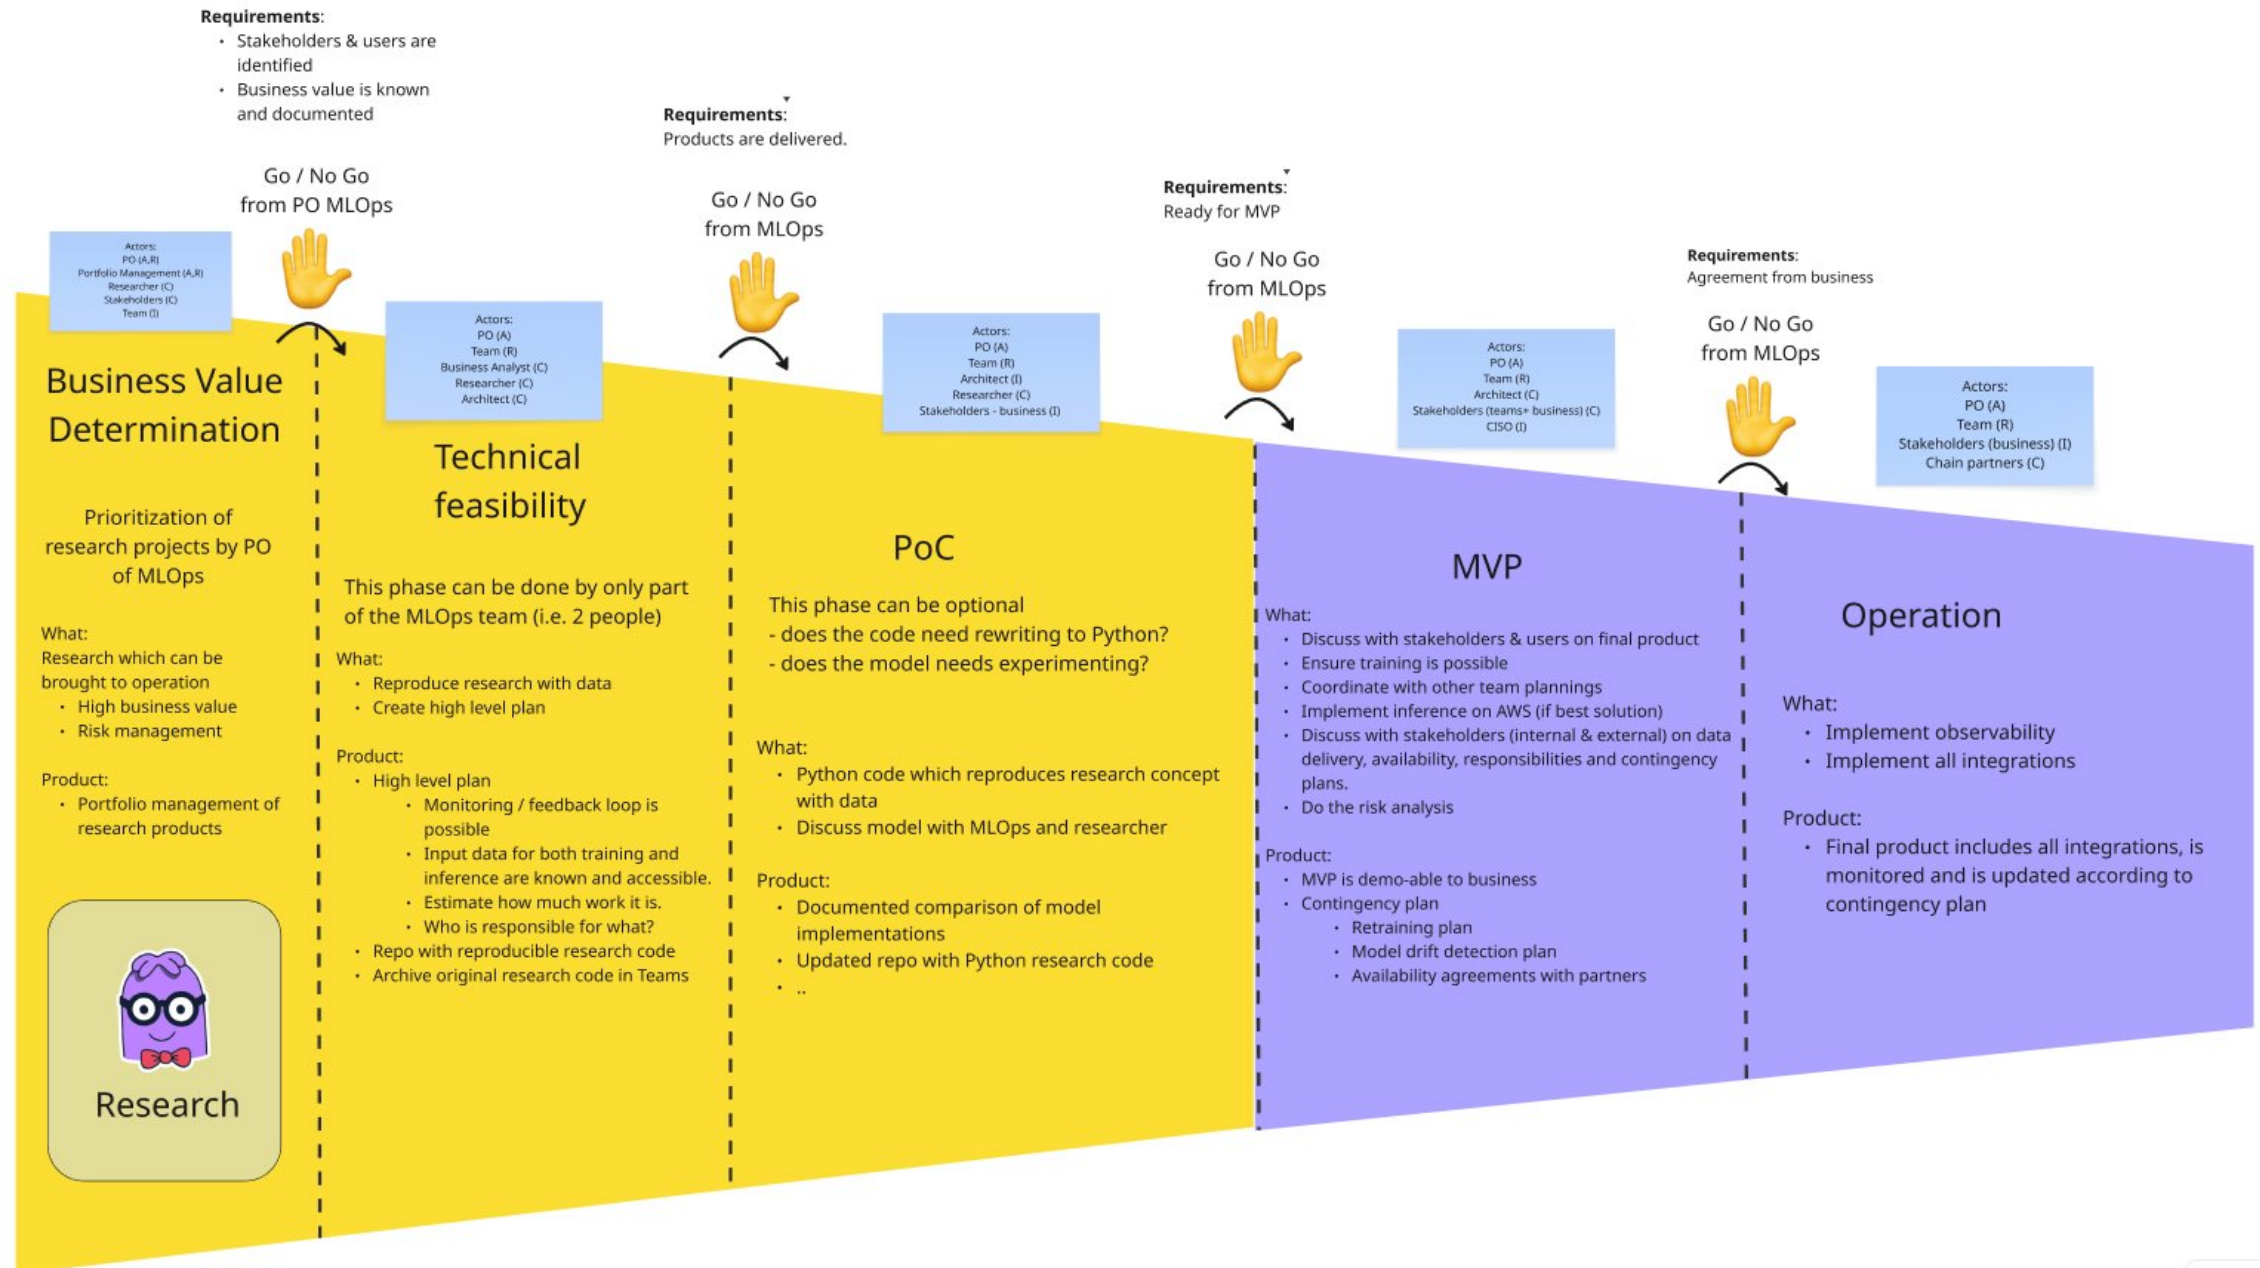 Requirements:
• Stakeholders & users are
identified
• Business value is known
and documented
Go / No Go
from PO MLOps
Requirements:
Products are delivered.
Go / No Go
from MLOps
Requirements:
Ready for MVP
Go / No Go
from MLOps
Requirements:
Agreement from business
Go / No Go
from MLOps
Actors:
PO (A,R)
Portfolio Management (A,R)
Researcher (C)
Stakeholders (C)
Team (I)
Business Value
Determination
Prioritization of
research projects by PO
of MLOps
What:
Research which can be
brought to operation
• High business value
• Risk management
Product:
• Portfolio management of
research products
Research
Actors:
PO (A)
Team (R)
Business Analyst (C)
Researcher (C)
Architect (C)
Technical
feasibility
This phase can be done by only part
of the MLOps team (i.e. 2 people)
What:
• Reproduce research with data
• Create high level plan
Product:
• High level plan
• Monitoring / feedback loop is
possible
• Input data for both training and
inference are known and accessible.
• Estimate how much work it is.
• Who is responsible for what?
• Repo with reproducible research code
• Archive original research code in Teams
Actors:
PO (A)
Team (R)
Architect (I)
Researcher (C)
Stakeholders - business (I)
PoC
This phase can be optional
- does the code need rewriting to Python?
- does the model needs experimenting?
What:
• Python code which reproduces research concept
with data
• Discuss model with MLOps and researcher
Product:
• Documented comparison of model
implementations
• Updated repo with Python research code
• ..
Actors:
PO (A)
Team (R)
Architect (C)
Stakeholders (teams+ business) (C)
CISO (I)
MVP
What:
• Discuss with stakeholders & users on final product
• Ensure training is possible
• Coordinate with other team plannings
• Implement inference on AWS (if best solution)
• Discuss with stakeholders (internal & external) on data
delivery, availability, responsibilities and contingency
plans.
• Do the risk analysis
Product:
• MVP is demo-able to business
• Contingency plan
• Retraining plan
• Model drift detection plan
• Availability agreements with partners
Actors:
PO (A)
Team (R)
Stakeholders (business) (I)
Chain partners (C)
Operation
What:
• Implement observability
• Implement all integrations
Product:
• Final product includes all integrations, is
monitored and is updated according to
contingency plan